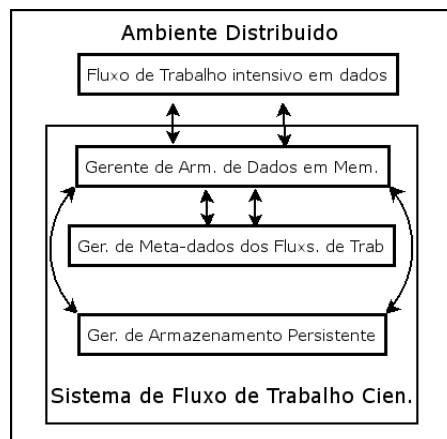 Ambiente Distribuido
Fluxo de Trabalho intensivo em dados
Gerente de Arm. de Dados em Mem.
Ger. de Meta-dados dos Fluxs. de Trab
Ger. de Armazenamento Persistente
Sistema de Fluxo de Trabalho Cien.